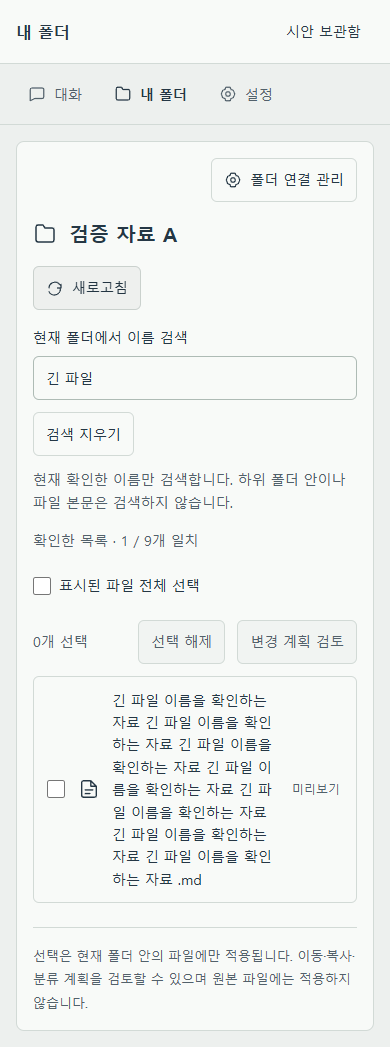 내 폴더
시안 보관함
대화
내 폴더
설정
폴더 연결 관리
검증 자료 A
새로고침
현재 폴더에서 이름 검색
긴 파일
검색 지우기
현재 확인한 이름만 검색합니다. 하위 폴더 안이나
파일 본문은 검색하지 않습니다.
확인한 목록 · 1 / 9개 일치
표시된 파일 전체 선택
0개 선택
선택 해제
변경 계획 검토
긴 파일 이름을 확인하는
자료 긴 파일 이름을 확인
하는 자료 긴 파일 이름을
확인하는 자료 긴 파일 이
름을 확인하는 자료 긴 파
일 이름을 확인하는 자료
긴 파일 이름을 확인하는
자료 긴 파일 이름을 확인
하는 자료 .md
미리보기
선택은 현재 폴더 안의 파일에만 적용됩니다. 이동·복사·
분류 계획을 검토할 수 있으며 원본 파일에는 적용하지
않습니다.